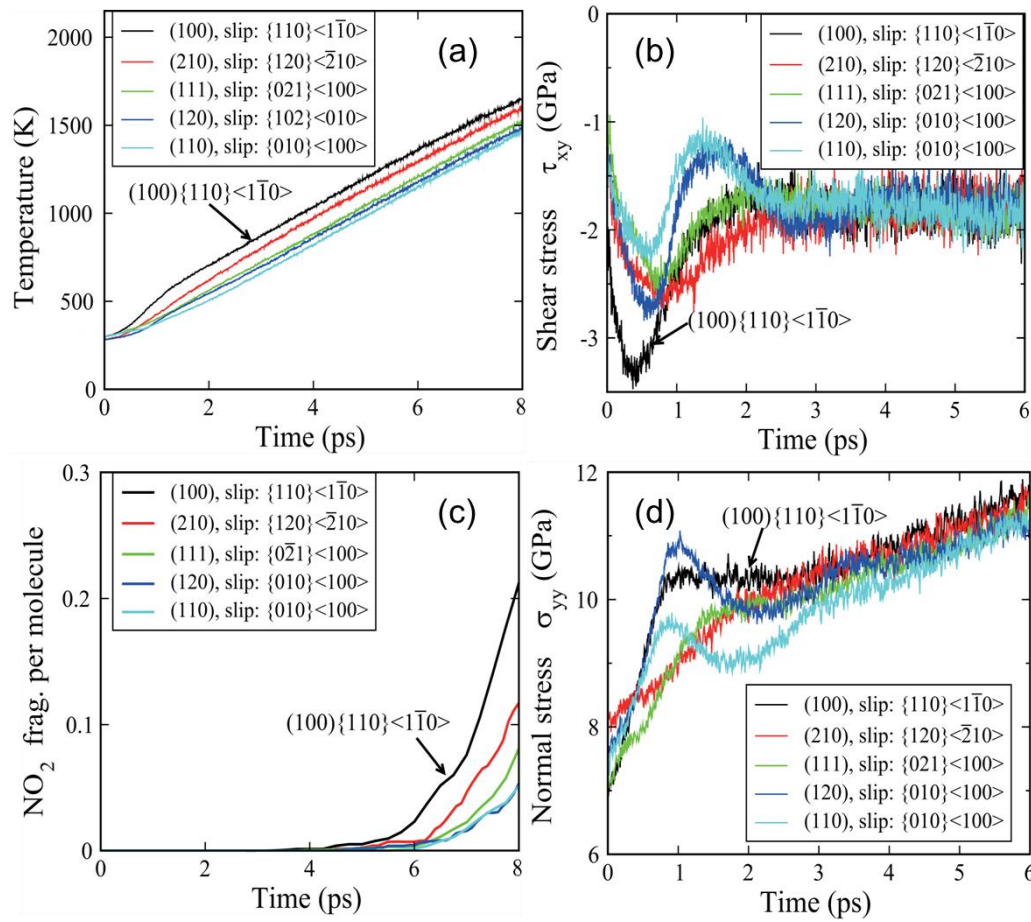 (a)
Temperature (K)
2000
1500
1000
500
0
(100), slip: {110}<11̄0>
(210), slip: {120}<2̄10>
(111), slip: {021}<100>
(120), slip: {102}<010>
(110), slip: {010}<100>
(100){110}<11̄0>
0 2 4 6 8
Time (ps)
(b)
Shear stress τxy (GPa)
0
-1
-2
-3
(100), slip: {110}<11̄0>
(210), slip: {120}<2̄10>
(111), slip: {021}<100>
(120), slip: {010}<100>
(110), slip: {010}<100>
(100){110}<11̄0>
0 1 2 3 4 5 6
Time (ps)
(c)
NO2 frag. per molecule
0.3
0.2
0.1
0
(100), slip: {110}<11̄0>
(210), slip: {120}<2̄10>
(111), slip: {02̄1}<100>
(120), slip: {010}<100>
(110), slip: {010}<100>
(100){110}<11̄0>
0 2 4 6 8
Time (ps)
(d)
Normal stress σyy (GPa)
12
10
8
6
(100){110}<11̄0>
(100), slip: {110}<11̄0>
(210), slip: {120}<2̄10>
(111), slip: {021}<100>
(120), slip: {010}<100>
(110), slip: {010}<100>
0 1 2 3 4 5 6
Time (ps)